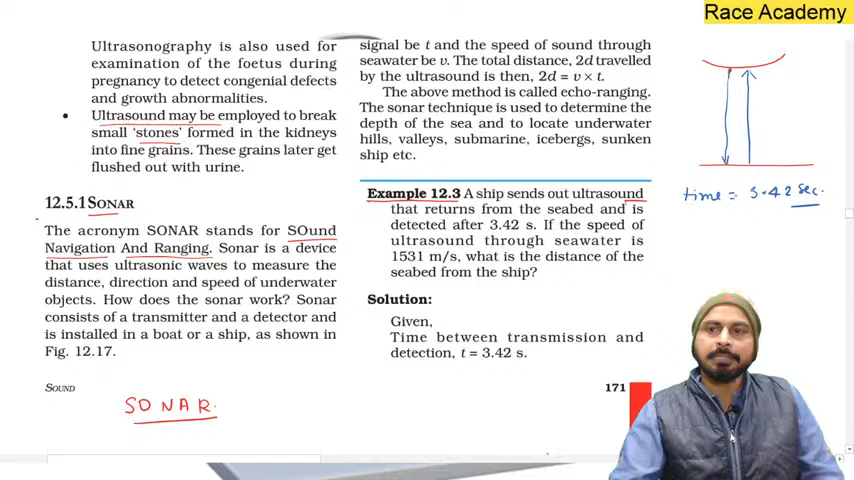 Race Academy
Ultrasonography is also used for
examination of the foetus during
pregnancy to detect congenial defects
and growth abnormalities.
• Ultrasound may be employed to break
small ‘stones’ formed in the kidneys
into fine grains. These grains later get
flushed out with urine.
12.5.1 SONAR
The acronym SONAR stands for SOund
Navigation And Ranging. Sonar is a device
that uses ultrasonic waves to measure the
distance, direction and speed of underwater
objects. How does the sonar work? Sonar
consists of a transmitter and a detector and
is installed in a boat or a ship, as shown in
Fig. 12.17.
SOUND
SONAR
signal be t and the speed of sound through
seawater be v. The total distance, 2d travelled
by the ultrasound is then, 2d = v × t.
The above method is called echo-ranging.
The sonar technique is used to determine the
depth of the sea and to locate underwater
hills, valleys, submarine, icebergs, sunken
ship etc.
Example 12.3 A ship sends out ultrasound
that returns from the seabed and is
detected after 3.42 s. If the speed of
ultrasound through seawater is
1531 m/s, what is the distance of the
seabed from the ship?
Solution:
Given,
Time between transmission and
detection, t = 3.42 s.
171
time = 3.42 sec.